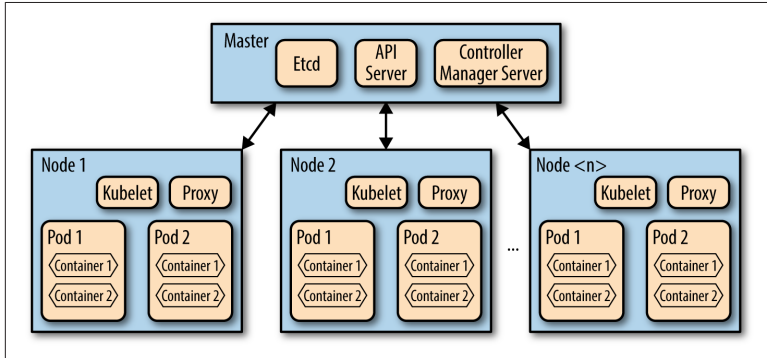 Master
Etcd
API
Server
Controller
Manager Server
Node 1
Kubelet
Proxy
Pod 1
Container 1
Container 2
Pod 2
Container 1
Container 2
Node 2
Kubelet
Proxy
Pod 1
Container 1
Container 2
Pod 2
Container 1
Container 2
...
Node <n>
Kubelet
Proxy
Pod 1
Container 1
Container 2
Pod 2
Container 1
Container 2